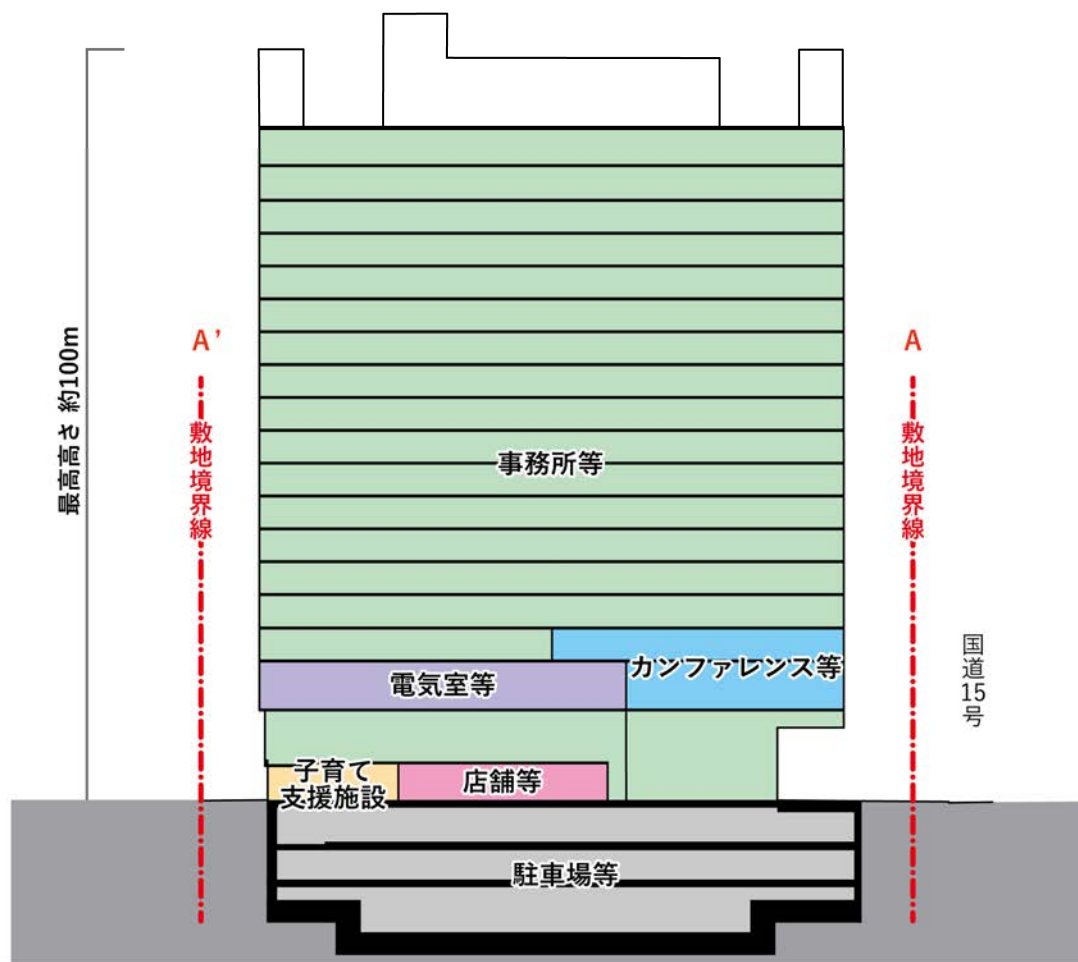 最高高さ 約100m
A’
敷地境界線
A
敷地境界線
事務所等
カンファレンス等
電気室等
国道15号
子育て
支援施設
店舗等
駐車場等